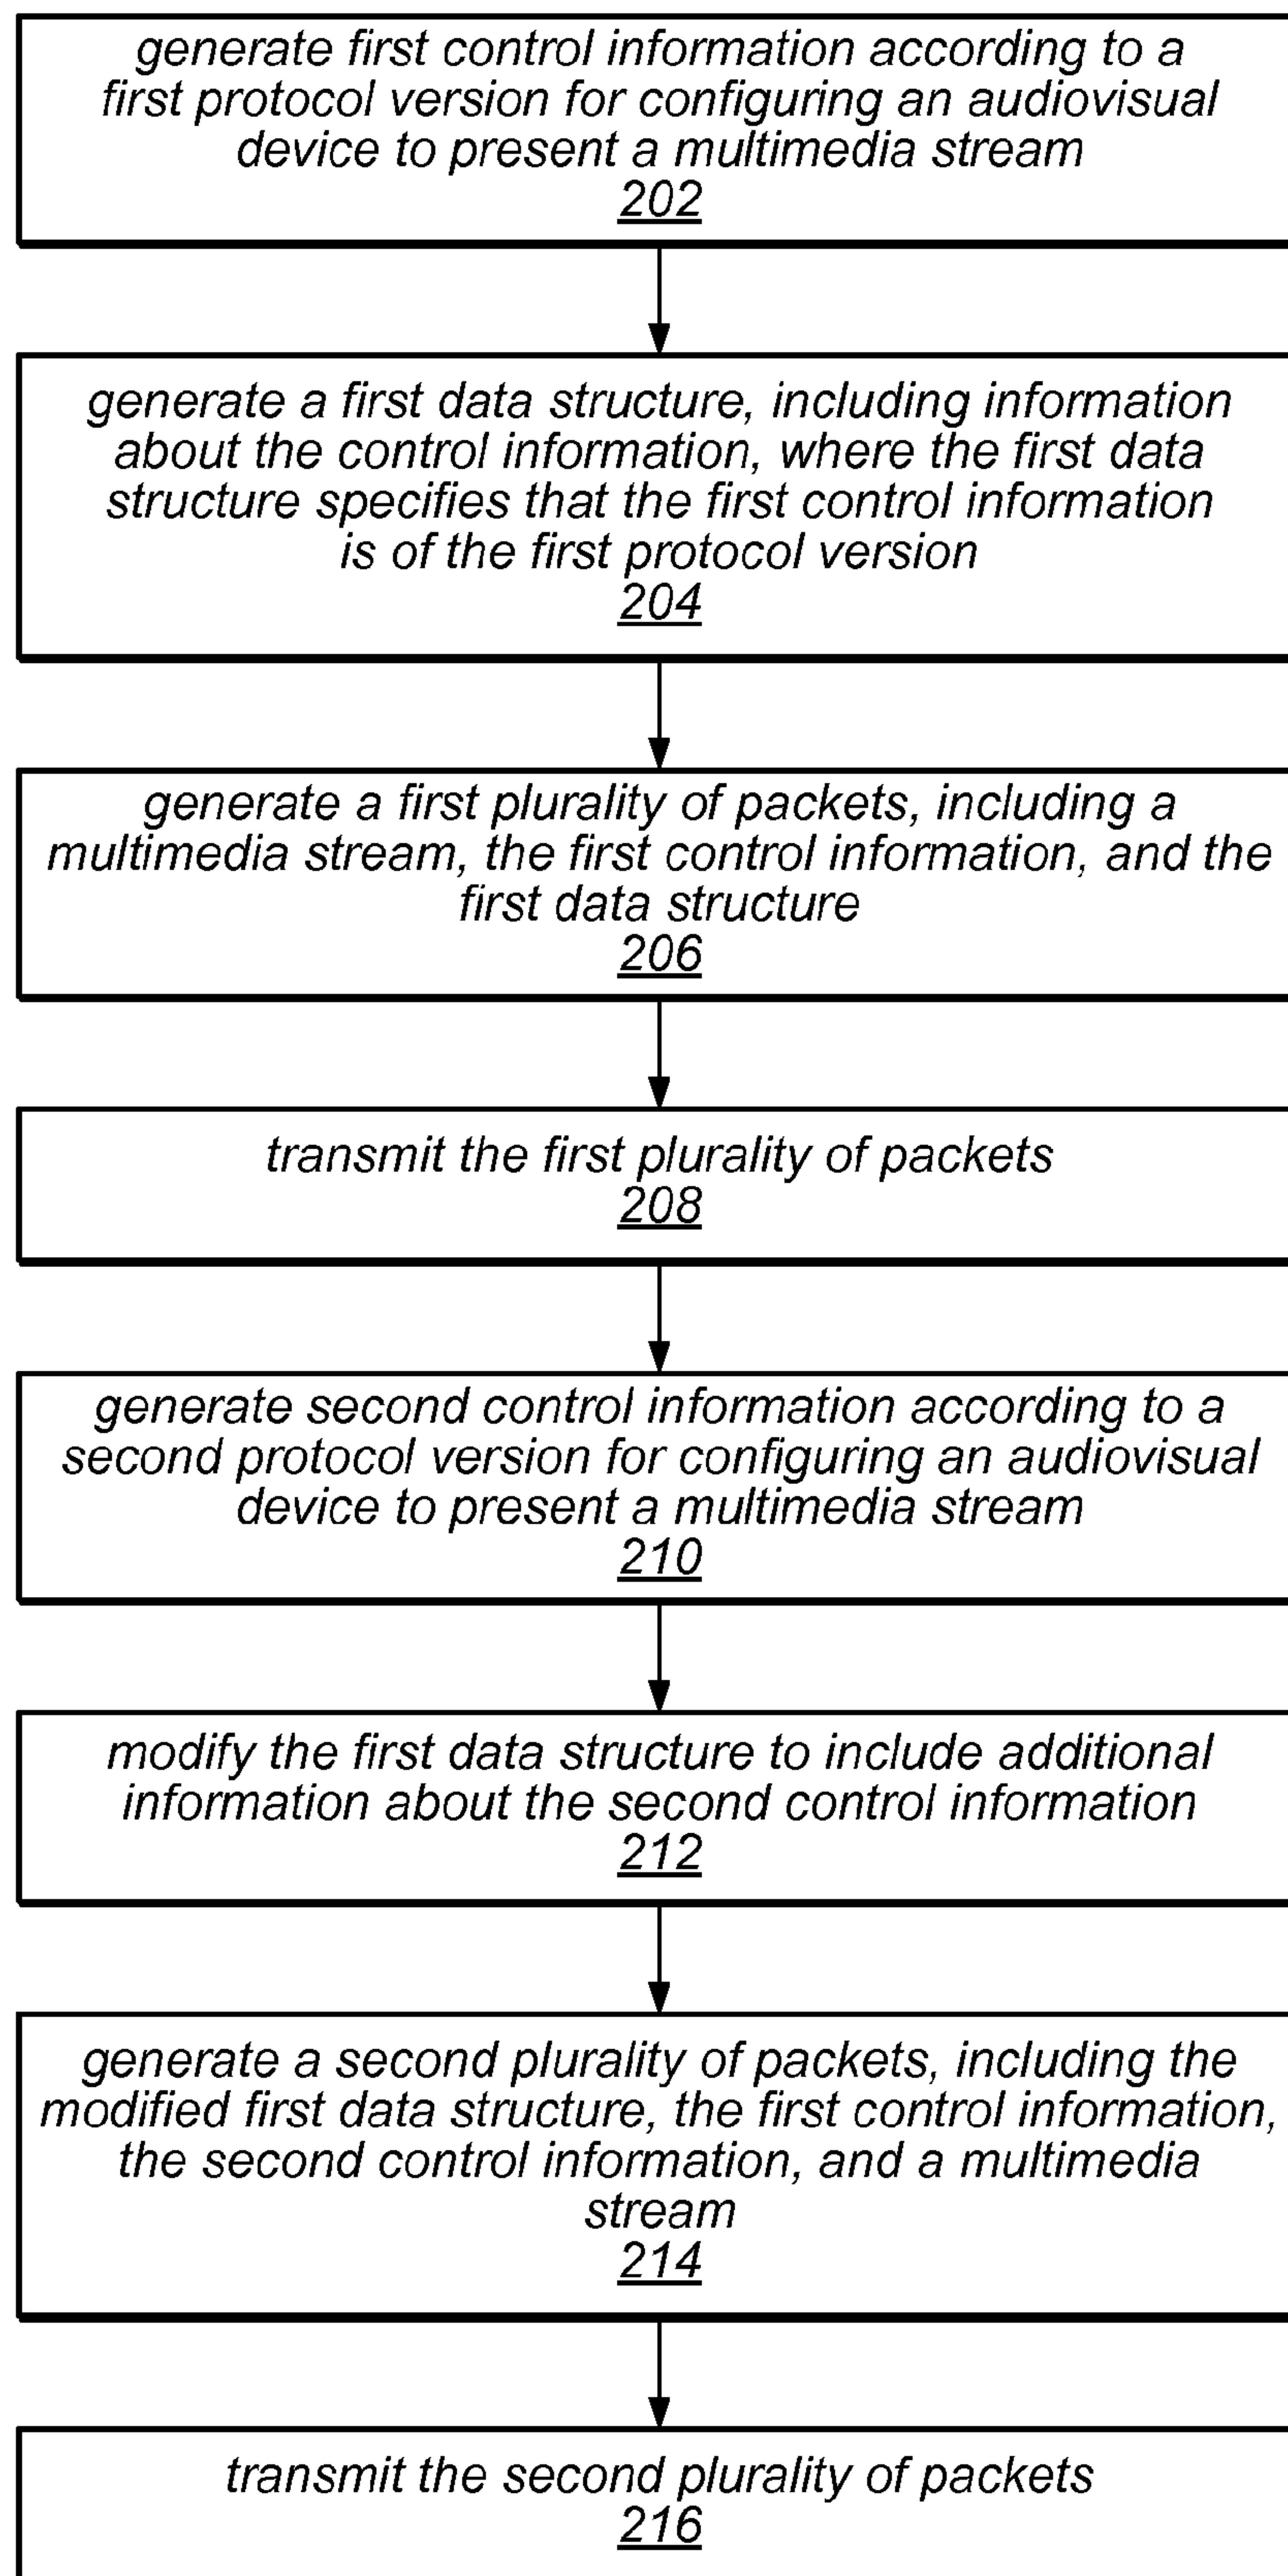 generate first control information according to a
first protocol version for configuring an audiovisual
device to present a multimedia stream
202
generate a first data structure, including information
about the control information, where the first data
structure specifies that the first control information
is of the first protocol version
204
generate a first plurality of packets, including a
multimedia stream, the first control information, and the
first data structure
206
transmit the first plurality of packets
208
generate second control information according to a
second protocol version for configuring an audiovisual
device to present a multimedia stream
210
modify the first data structure to include additional
information about the second control information
212
generate a second plurality of packets, including the
modified first data structure, the first control information,
the second control information, and a multimedia
stream
214
transmit the second plurality of packets
216